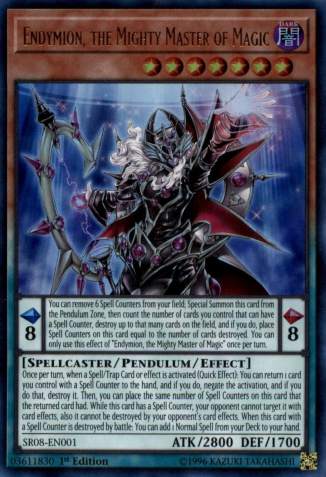 Endymion, the Mighty Master of Magic
DARK
闇
You can remove 6 Spell Counters from your field; Special Summon this card
from the Pendulum Zone, then count the number of cards you control that can
have a Spell Counter, destroy up to that many cards on the field, and if you do, place
Spell Counters on this card equal to the number of cards destroyed. You can
only use this effect of "Endymion, the Mighty Master of Magic" once per turn.
8
8
[Spellcaster/Pendulum/Effect]
Once per turn, when a Spell/Trap Card or effect is activated (Quick Effect): You can return 1 card
you control with a Spell Counter to the hand, and if you do, negate the activation, and if you
do that, destroy it. Then, you can place the same number of Spell Counters on this card that
the returned card had. While this card has a Spell Counter, your opponent cannot target it with
card effects, also it cannot be destroyed by your opponent's card effects. When this card with
a Spell Counter is destroyed by battle: You can add 1 Normal Spell from your Deck to your hand.
SR08-EN001
ATK/2800 DEF/1700
03611830
1st Edition
©1996 KAZUKI TAKAHASHI